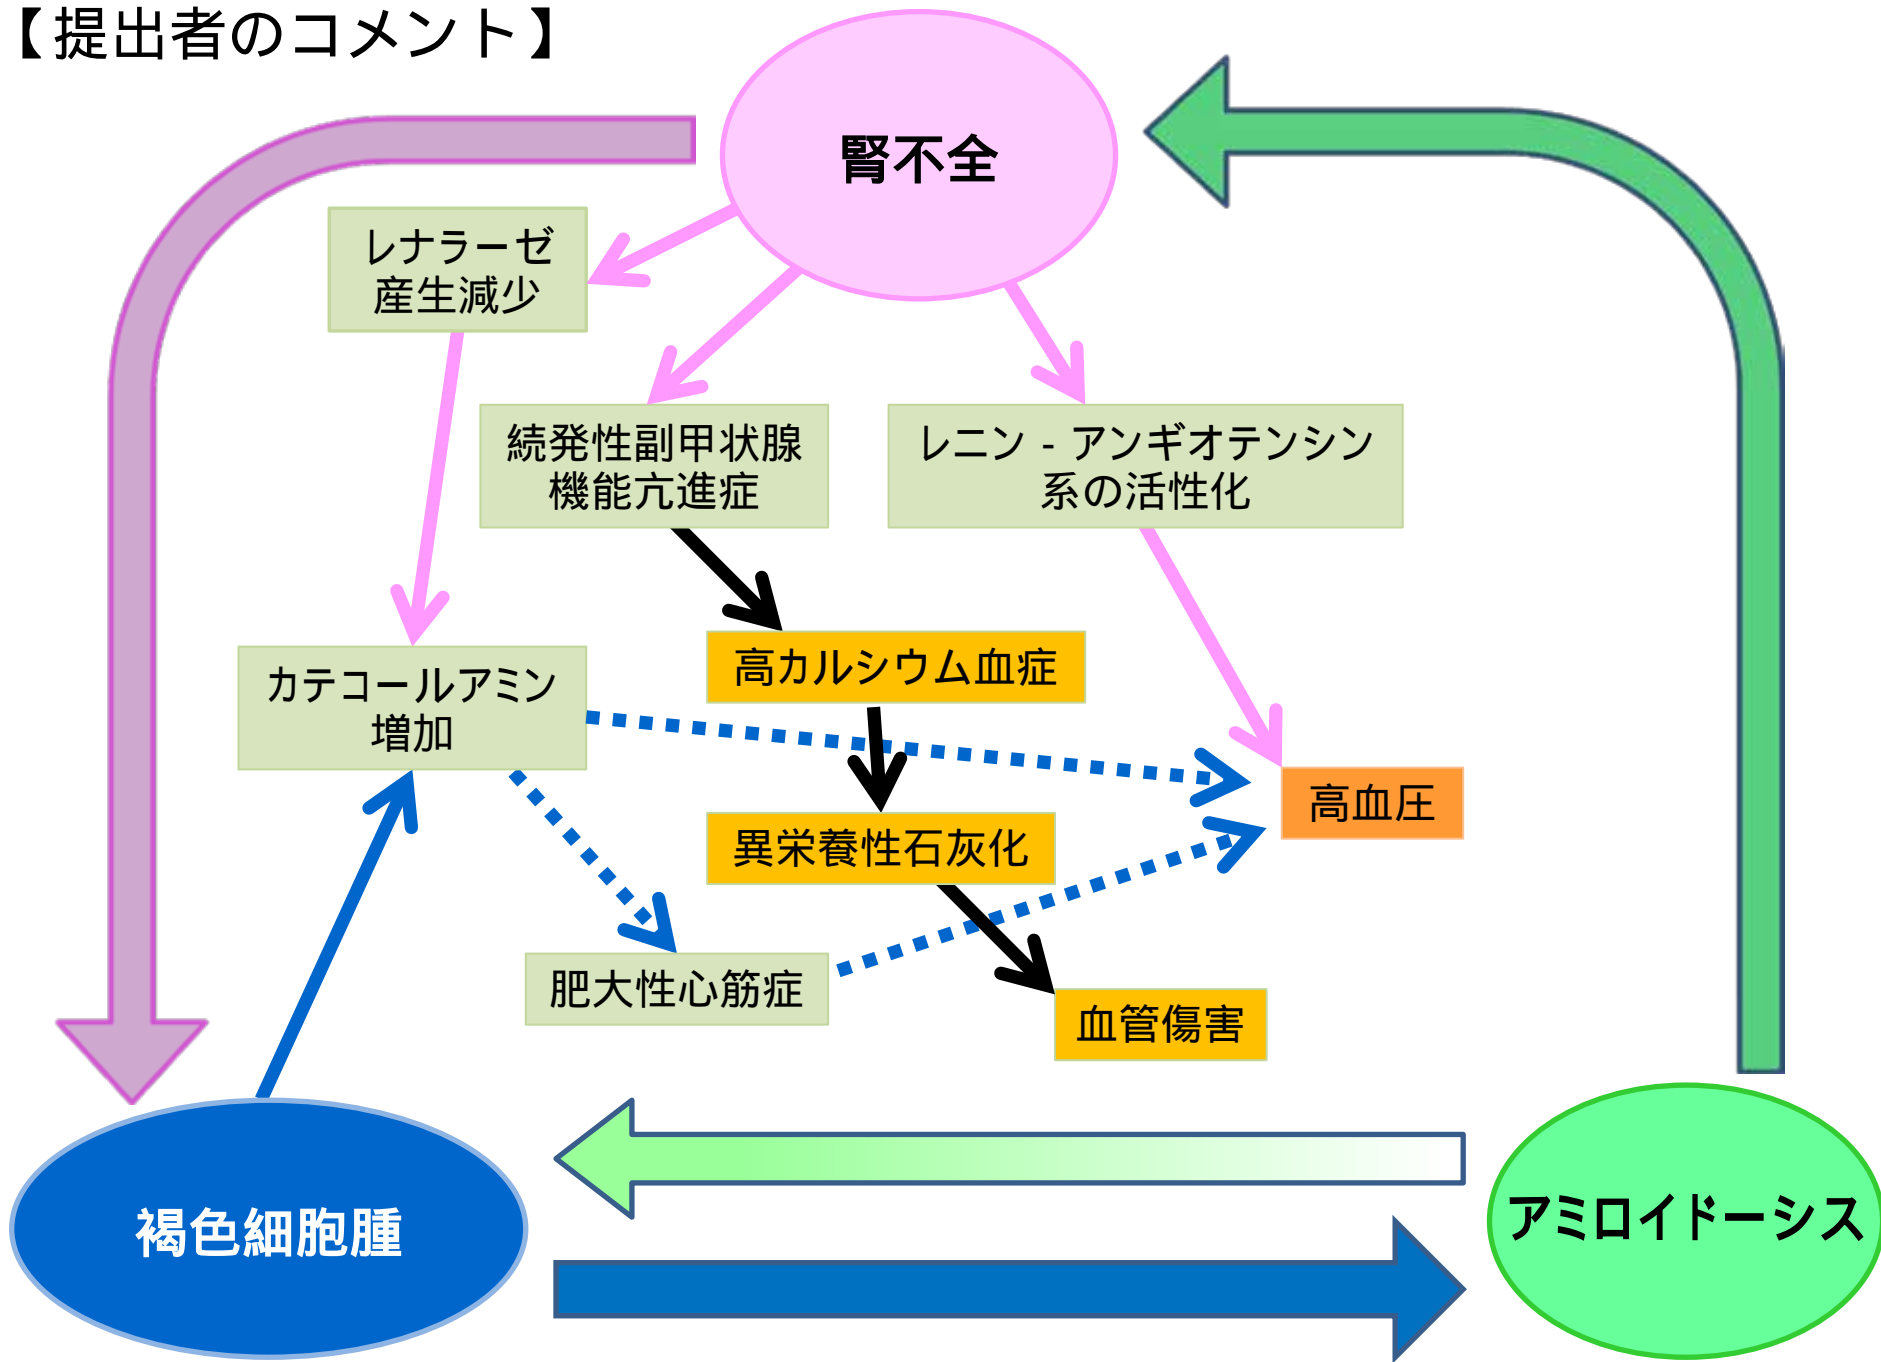 【提出者のコメント】
腎不全
レナラーゼ
産生減少
続発性副甲状腺
機能亢進症
レニン‐アンギオテンシン
系の活性化
カテコールアミン
増加
高カルシウム血症
高血圧
異栄養性石灰化
肥大性心筋症
血管傷害
褐色細胞腫
アミロイドーシス